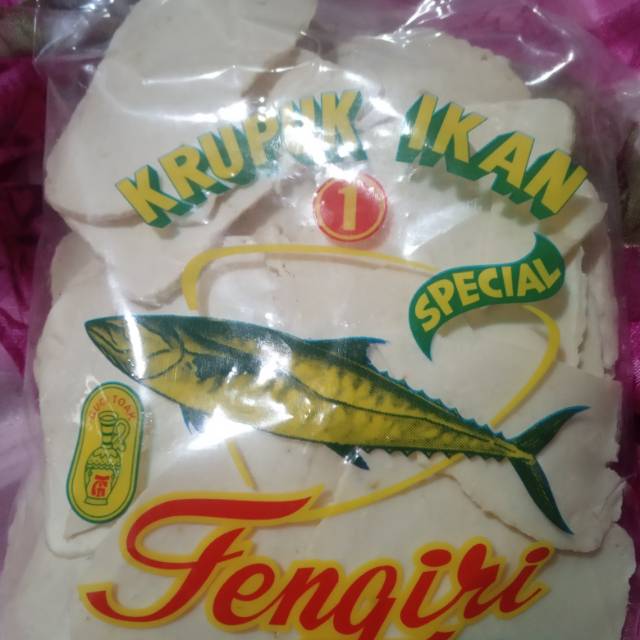 KRUPUK IKAN
1
SPECIAL
Tengiri